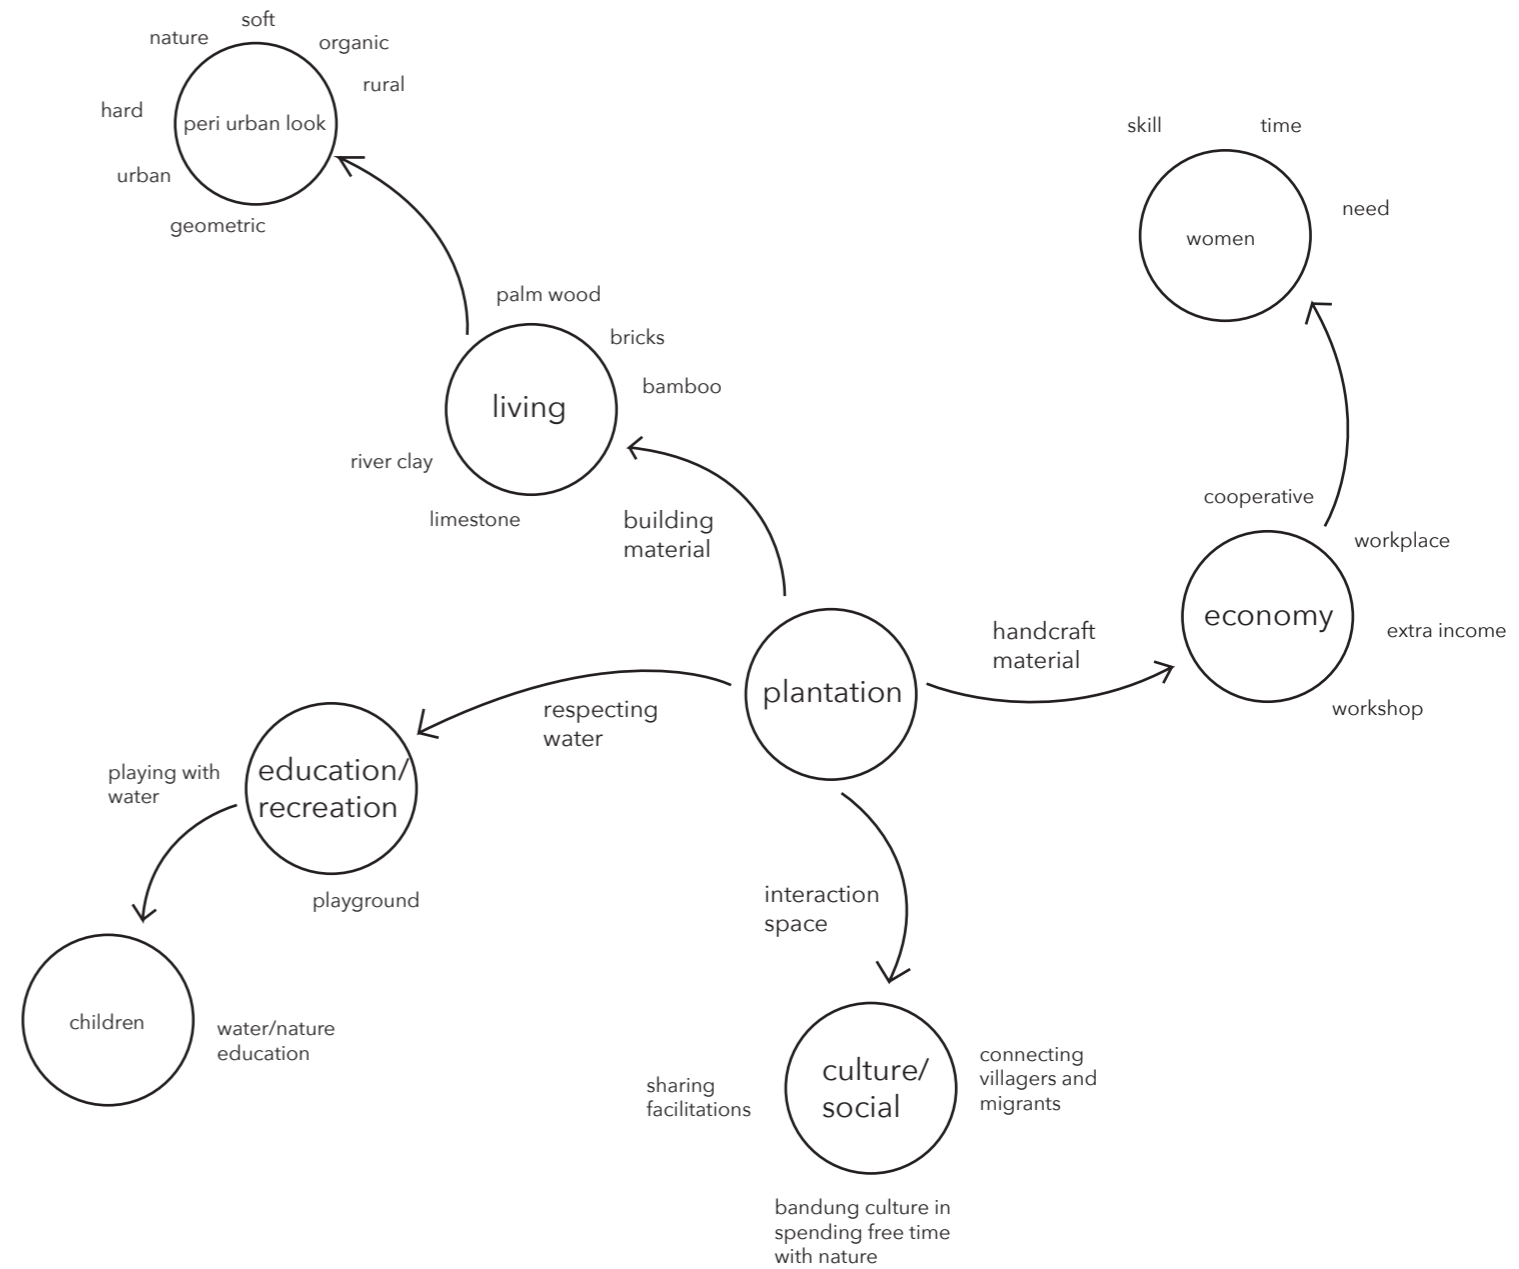 soft
nature
organic
rural
hard
peri urban look
urban
geometric
skill
time
need
women
palm wood
bricks
bamboo
living
river clay
limestone
building
material
cooperative
workplace
economy
extra income
workshop
handcraft
material
plantation
respecting
water
education/
recreation
playing with
water
playground
children
water/nature
education
interaction
space
culture/
social
sharing
facilitations
connecting
villagers and
migrants
bandung culture in
spending free time
with nature